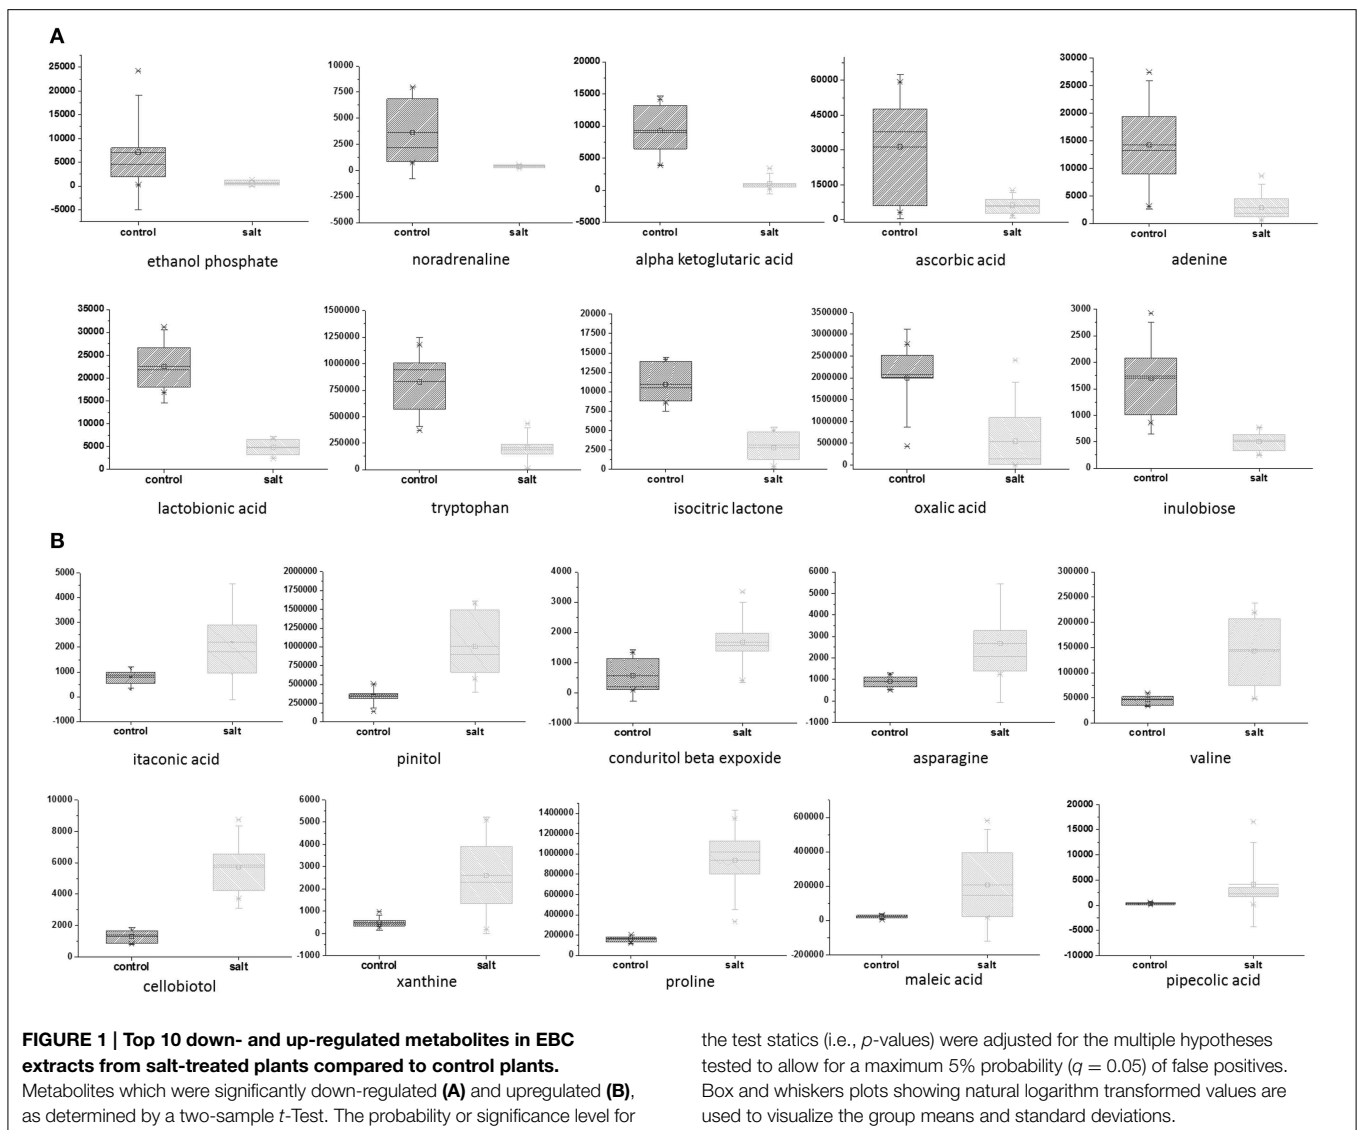 A
25000
20000
15000
10000
5000
0
-5000
control salt
ethanol phosphate
10000
7500
5000
2500
0
-2500
-5000
control salt
noradrenaline
20000
15000
10000
5000
0
-5000
control salt
alpha ketoglutaric acid
60000
45000
30000
15000
0
control salt
ascorbic acid
30000
25000
20000
15000
10000
5000
0
control salt
adenine
35000
30000
25000
20000
15000
10000
5000
0
control salt
lactobionic acid
1500000
1250000
1000000
750000
500000
250000
0
control salt
tryptophan
20000
17500
15000
12500
10000
7500
5000
2500
0
control salt
isocitric lactone
3500000
3000000
2500000
2000000
1500000
1000000
500000
0
control salt
oxalic acid
3000
2500
2000
1500
1000
500
0
control salt
inulobiose
B
5000
4000
3000
2000
1000
0
-1000
control salt
itaconic acid
2000000
1750000
1500000
1250000
1000000
750000
500000
250000
0
control salt
pinitol
4000
3000
2000
1000
0
-1000
control salt
conduritol beta expoxide
6000
5000
4000
3000
2000
1000
0
-1000
control salt
asparagine
300000
250000
200000
150000
100000
50000
0
control salt
valine
10000
8000
6000
4000
2000
0
control salt
cellobiotol
6000
5000
4000
3000
2000
1000
0
-1000
control salt
xanthine
1400000
1200000
1000000
800000
600000
400000
200000
0
control salt
proline
600000
400000
200000
0
-200000
control salt
maleic acid
20000
15000
10000
5000
0
-5000
-10000
control salt
pipecolic acid
FIGURE 1 | Top 10 down- and up-regulated metabolites in EBC
extracts from salt-treated plants compared to control plants.
Metabolites which were significantly down-regulated (A) and upregulated (B),
as determined by a two-sample t-Test. The probability or significance level for
the test statics (i.e., p-values) were adjusted for the multiple hypotheses
tested to allow for a maximum 5% probability (q = 0.05) of false positives.
Box and whiskers plots showing natural logarithm transformed values are
used to visualize the group means and standard deviations.